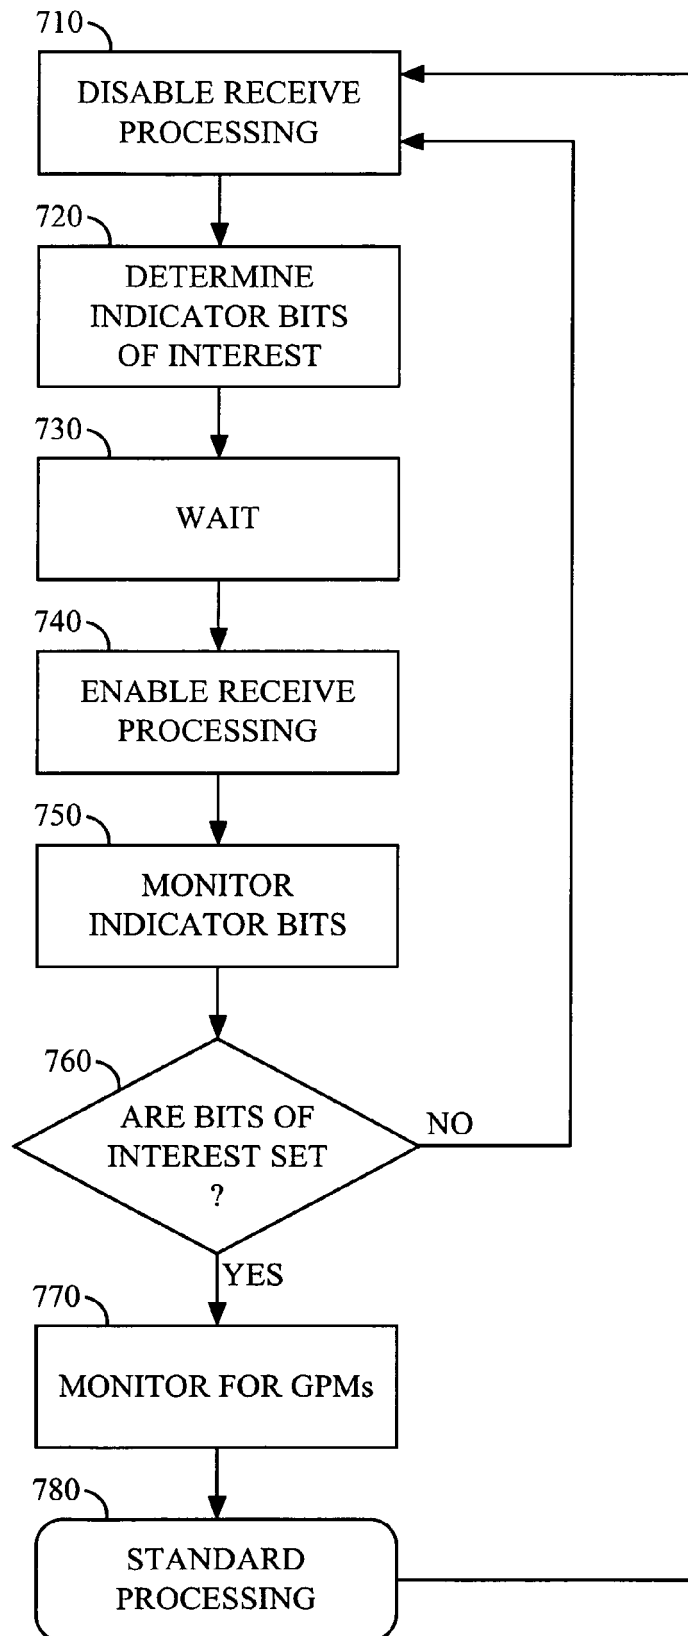 710
DISABLE RECEIVE
PROCESSING
720
DETERMINE
INDICATOR BITS
OF INTEREST
730
WAIT
740
ENABLE RECEIVE
PROCESSING
750
MONITOR
INDICATOR BITS
760
ARE BITS OF
INTEREST SET
?
NO
YES
770
MONITOR FOR GPMs
780
STANDARD
PROCESSING